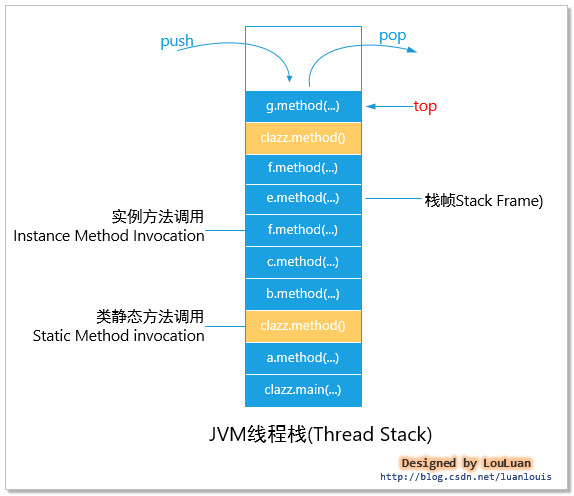 push
pop
g.method(...)
top
clazz.method()
f.method(...)
e.method(...)
栈帧Stack Frame)
实例方法调用
Instance Method Invocation
f.method(...)
c.method(...)
b.method(...)
类静态方法调用
Static Method invocation
clazz.method()
a.method(...)
clazz.main(...)
JVM线程栈(Thread Stack)
Designed by LouLuan
http://blog.csdn.net/luanlouis